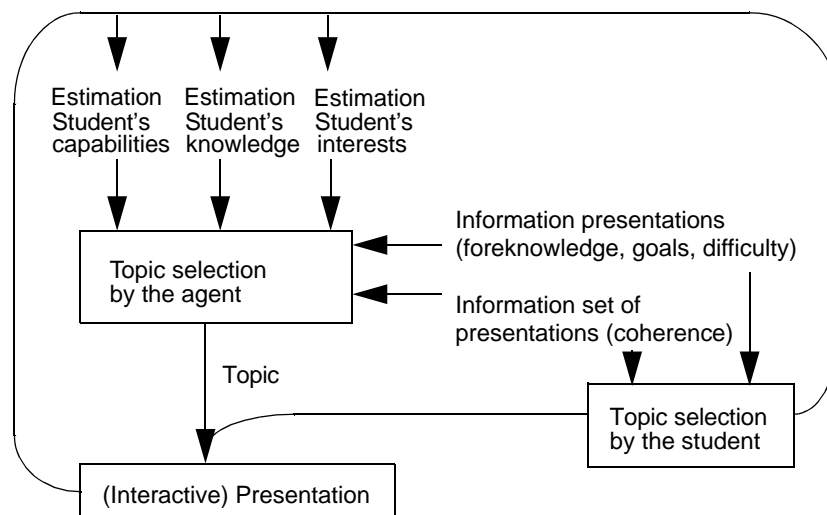 Estimation
Student's
capabilities
Estimation
Student's
knowledge
Estimation
Student's
interests
Information presentations
(foreknowledge, goals, difficulty)
Topic selection
by the agent
Information set of
presentations (coherence)
Topic
Topic selection
by the student
(Interactive) Presentation